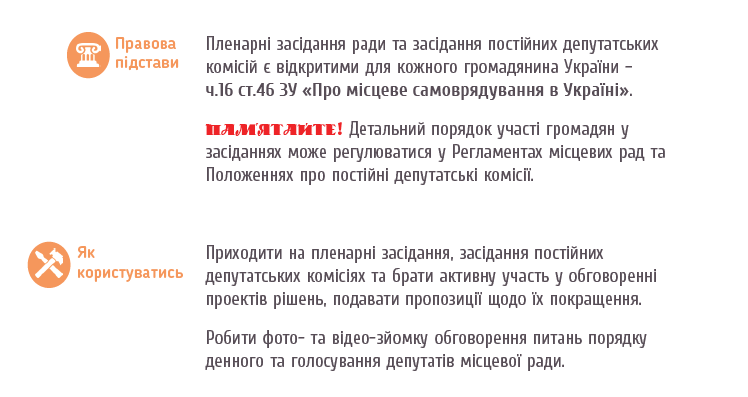 Правова
підстави
Пленарні засідання ради та засідання постійних депутатських
комісій є відкритими для кожного громадянина України –
ч.16 ст.46 ЗУ «Про місцеве самоврядування в Україні».
ПАМ'ЯТАЙТЕ! Детальний порядок участі громадян у
засіданнях може регулюватися у Регламентах місцевих рад та
Положеннях про постійні депутатські комісії.
Як
користуватись
Приходити на пленарні засідання, засідання постійних
депутатських комісіях та брати активну участь у обговоренні
проектів рішень, подавати пропозиції щодо їх покращення.
Робити фото- та відео-зйомку обговорення питань порядку
денного та голосування депутатів місцевої ради.